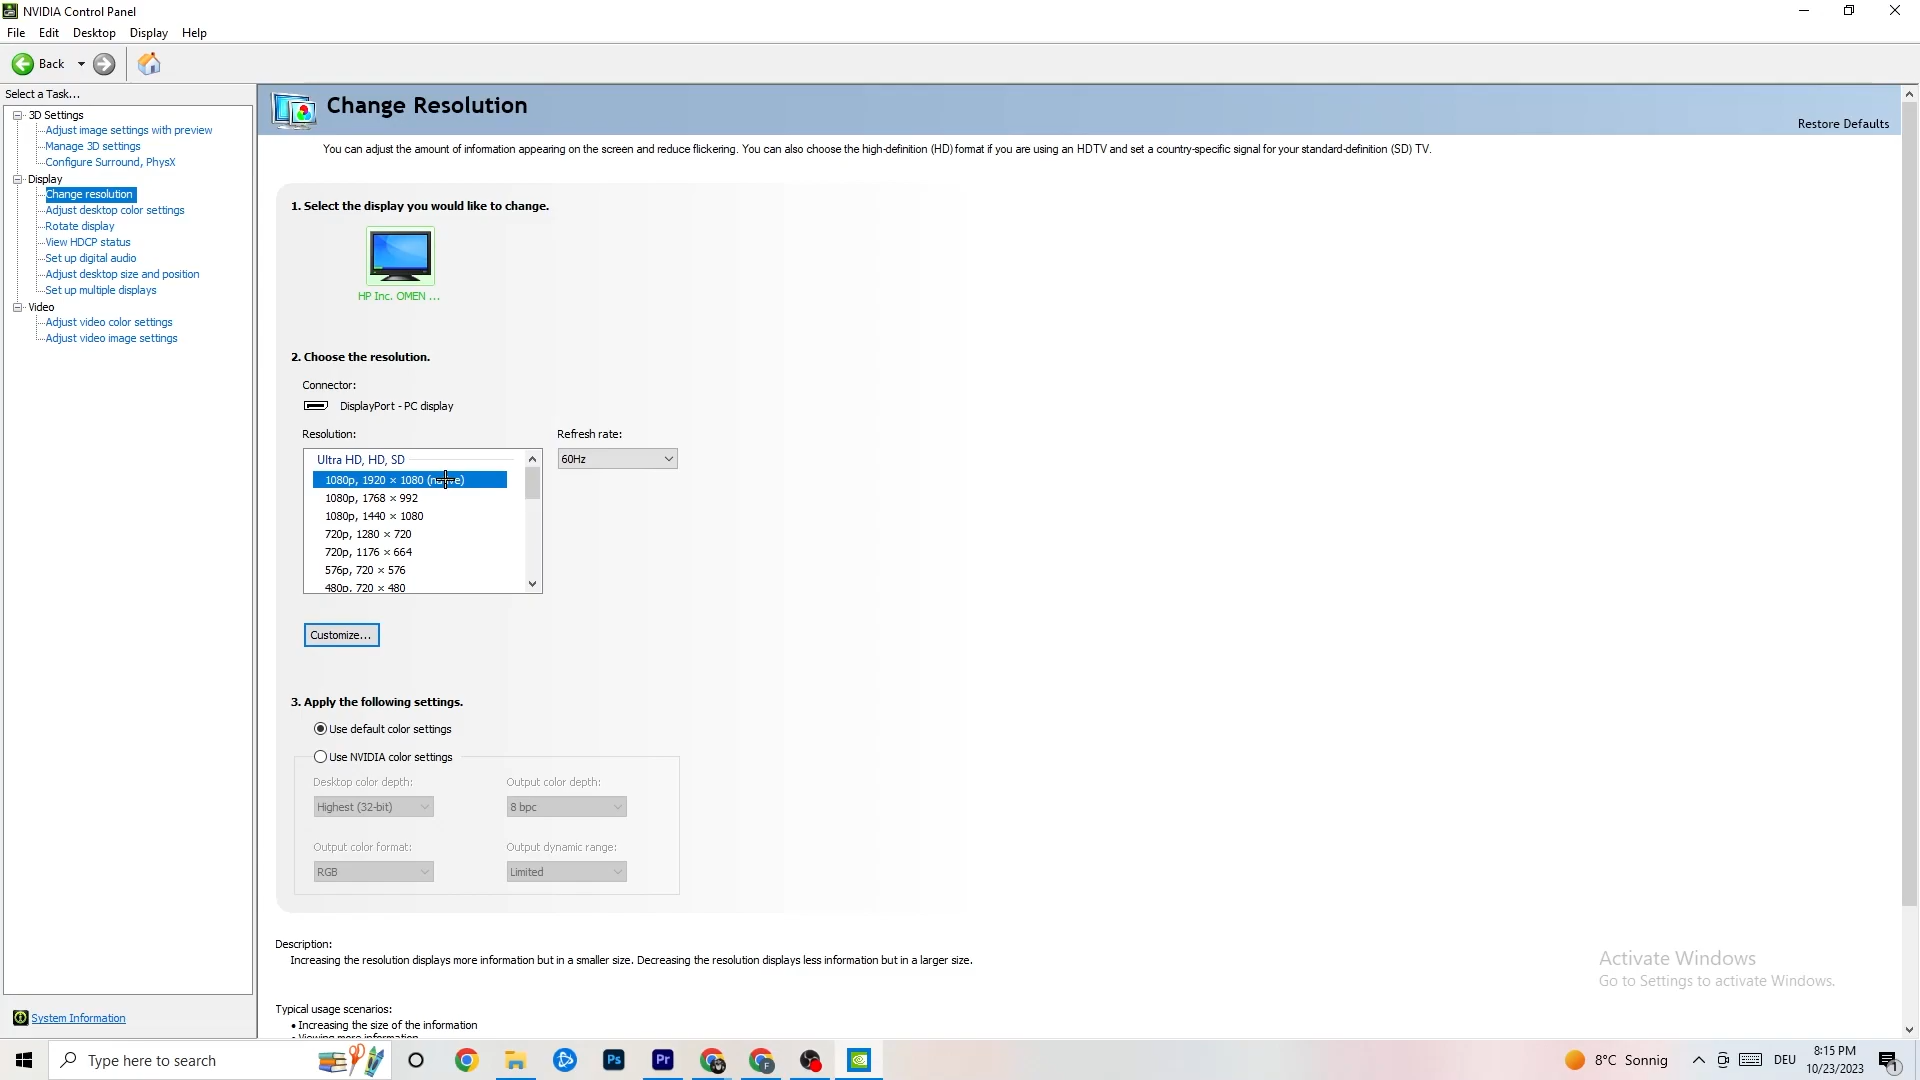 NVIDIA Control Panel
File Edit Desktop Display Help
Back
Select a Task...
3D Settings
Adjust image settings with preview
Manage 3D settings
Configure Surround, PhysX
Display
Change resolution
Adjust desktop color settings
Rotate display
View HDCP status
Set up digital audio
Adjust desktop size and position
Set up multiple displays
Video
Adjust video color settings
Adjust video image settings
System Information
Change Resolution
Restore Defaults
You can adjust the amount of information appearing on the screen and reduce flickering. You can also choose the high-definition (HD) format if you are using an HDTV and set a country-specific signal for your standard-definition (SD) TV.
1. Select the display you would like to change.
HP Inc. OMEN ...
2. Choose the resolution.
Connector:
DisplayPort - PC display
Resolution:
Refresh rate:
Ultra HD, HD, SD
60Hz
1080p, 1920 × 1080
1080p, 1768 × 992
1080p, 1440 × 1080
720p, 1280 × 720
720p, 1176 × 664
576p, 720 × 576
480p, 720 × 480
Customize...
3. Apply the following settings.
Use default color settings
Use NVIDIA color settings
Desktop color depth:
Output color depth:
Highest (32-bit)
8 bpc
Output color format:
Output dynamic range:
RGB
Limited
Description:
Increasing the resolution displays more information but in a smaller size. Decreasing the resolution displays less information but in a larger size.
Typical usage scenarios:
• Increasing the size of the information
• Viewing more information
Activate Windows
Go to Settings to activate Windows.
Type here to search
Ps
Pr
F
8°C Sonnig
DEU
8:15 PM
10/23/2023
1